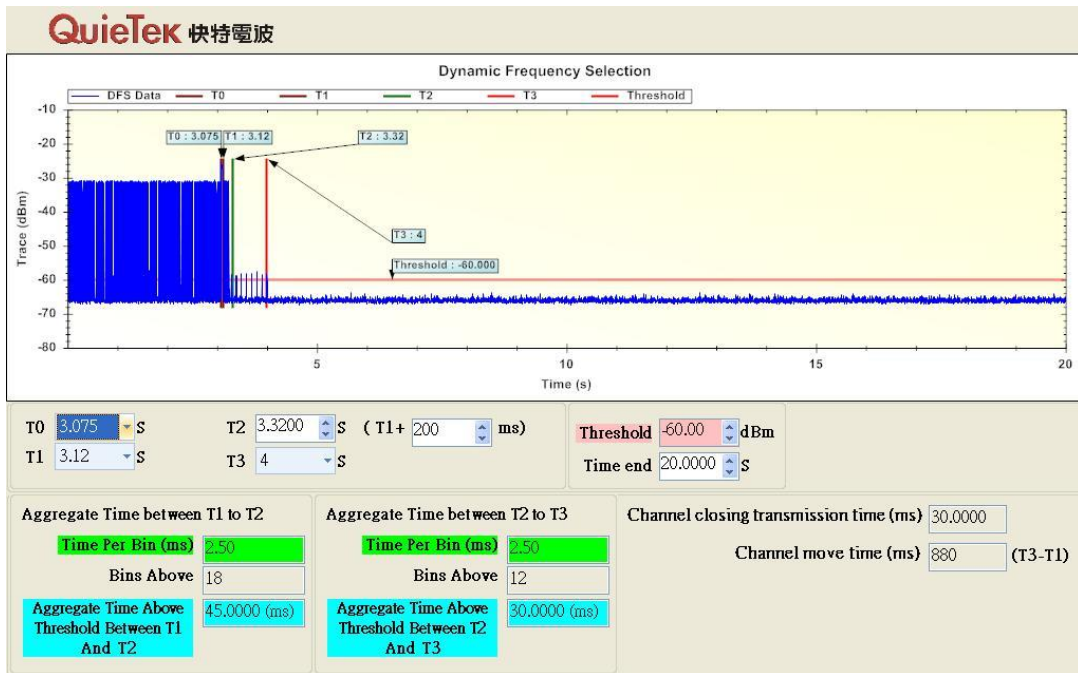 QuieTek 快特電波
Dynamic Frequency Selection
DFS Data T0 T1 T2 T3 Threshold
-10
-20
-30
-40
-50
-60
-70
-80
Trace (dBm)
T0 : 3.075 T1 : 3.12 T2 : 3.32
T3 : 4
Threshold : -60.000
5 10 15 20
Time (s)
T0 3.075 S T2 3.3200 S ( T1+ 200 ms)
T1 3.12 S T3 4 S
Threshold -60.00 dBm
Time end 20.0000 S
Aggregate Time between T1 to T2
Time Per Bin (ms) 2.50
Bins Above 18
Aggregate Time Above
Threshold Between T1
And T2
45.0000 (ms)
Aggregate Time between T2 to T3
Time Per Bin (ms) 2.50
Bins Above 12
Aggregate Time Above
Threshold Between T2
And T3
30.0000 (ms)
Channel closing transmission time (ms) 30.0000
Channel move time (ms) 880 (T3-T1)